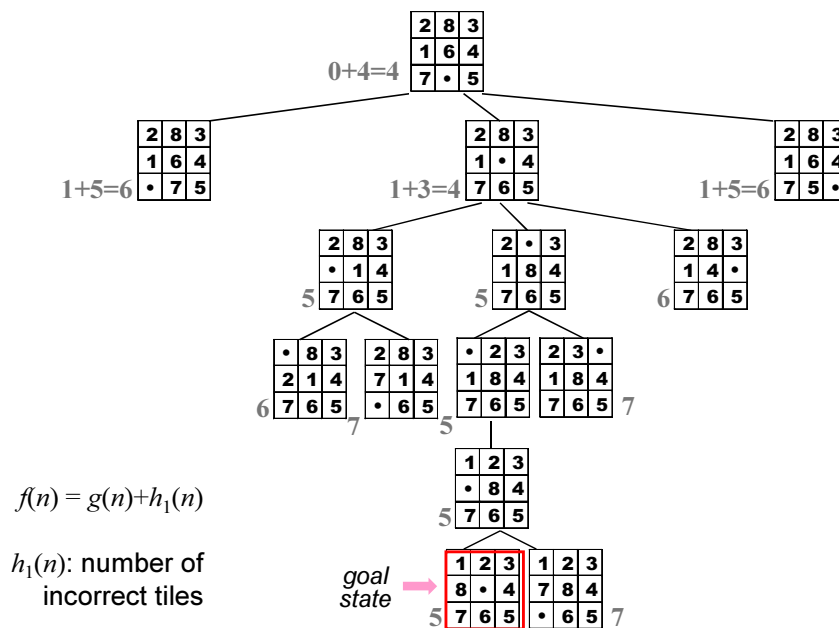 2 8 3
1 6 4
0+4=4
7 • 5
2 8 3
1 6 4
1+5=6
• 7 5
2 8 3
1 • 4
1+3=4
7 6 5
2 8 3
1 6 4
1+5=6
7 5 •
2 8 3
• 1 4
5
7 6 5
2 • 3
1 8 4
5
7 6 5
2 8 3
1 4 •
6
7 6 5
• 8 3
2 1 4
6
7 6 5
2 8 3
7 1 4
7
• 6 5
• 2 3
1 8 4
5
7 6 5
2 3 •
1 8 4
7 6 5
7
1 2 3
• 8 4
5
7 6 5
f(n) = g(n)+h₁(n)
h₁(n): number of
incorrect tiles
goal
state
1 2 3
8 • 4
5
7 6 5
1 2 3
7 8 4
• 6 5
7